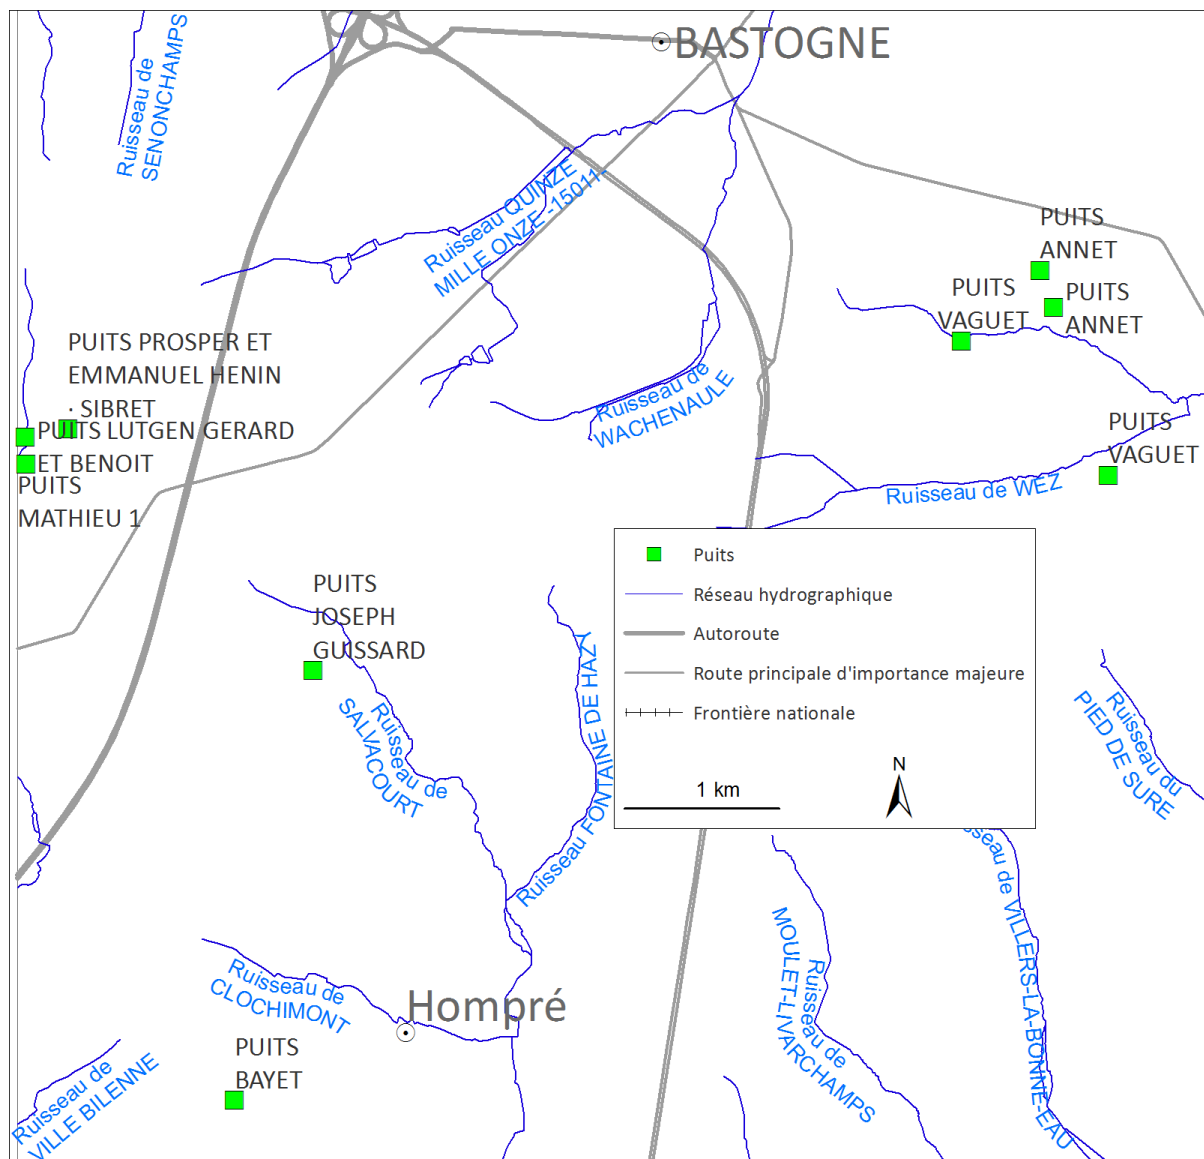 BASTOGNE
Ruisseau de
SENONCHAMPS
Ruisseau QUINZE
MILLE ONZE -15011-
PUITS
ANNET
PUITS
VAGUET
PUITS
ANNET
PUITS PROSPER ET
EMMANUEL HENIN
· SIBRET
PUITS LUTGEN GERARD
ET BENOIT
PUITS
MATHIEU 1
Ruisseau de
WACHENAULE
PUITS
VAGUET
Ruisseau de WEZ
PUITS
JOSEPH
GUISSARD
Ruisseau de
SALVACOURT
Ruisseau FONTAINE DE HAZY
Puits
Réseau hydrographique
Autoroute
Route principale d'importance majeure
Frontière nationale
1 km
N
Ruisseau du
PIED DE SURE
sseau de VILLERS-LA-BONNE-EAU
Ruisseau de
MOULET-LIVARCHAMPS
Ruisseau de
CLOCHIMONT
Hompré
PUITS
BAYET
Ruisseau de
VILLE BILENNE